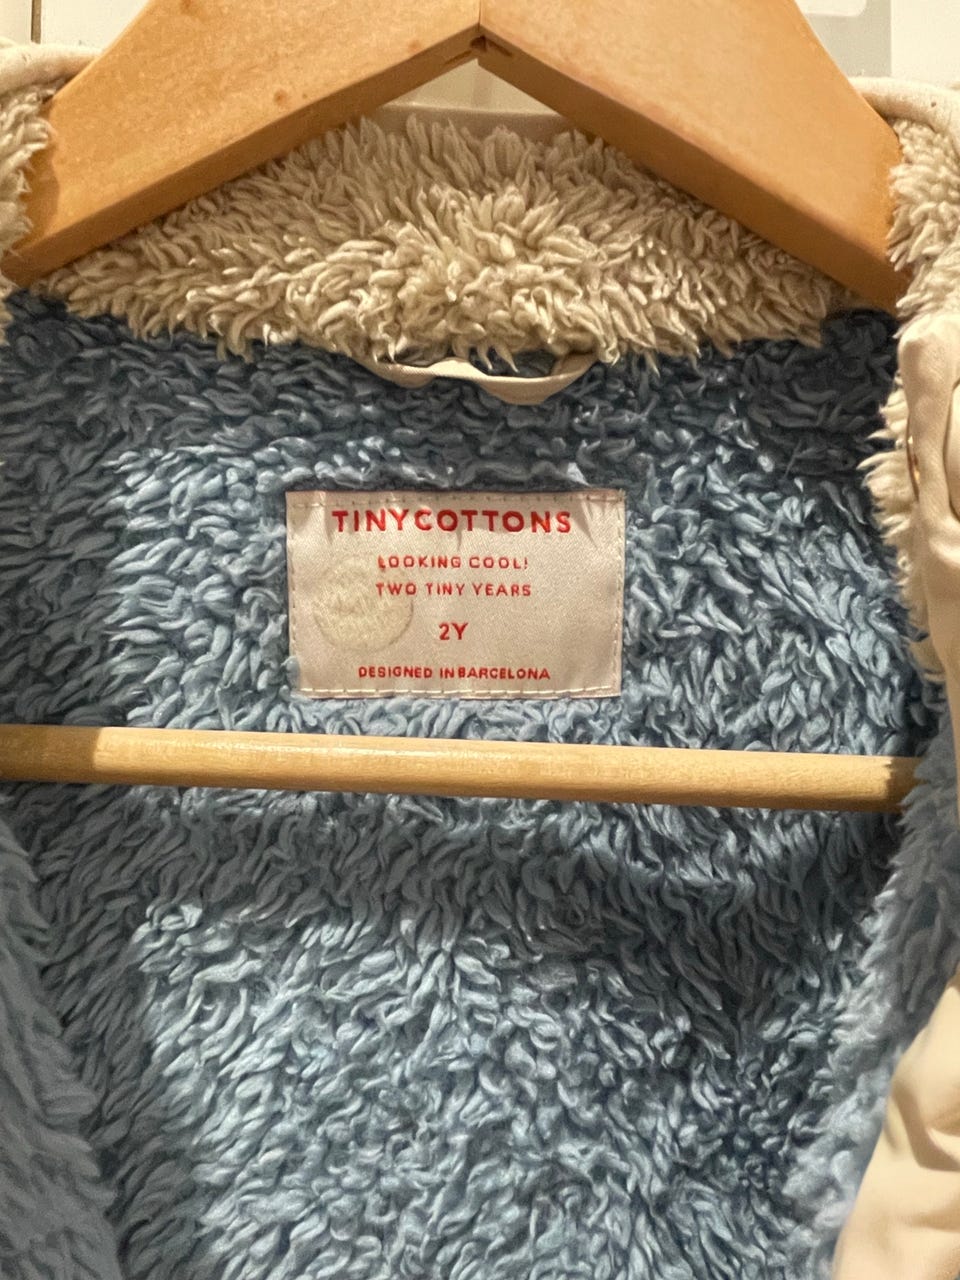 TINYCOTTONS
LOOKING COOL!
TWO TINY YEARS
2Y
DESIGNED IN BARCELONA